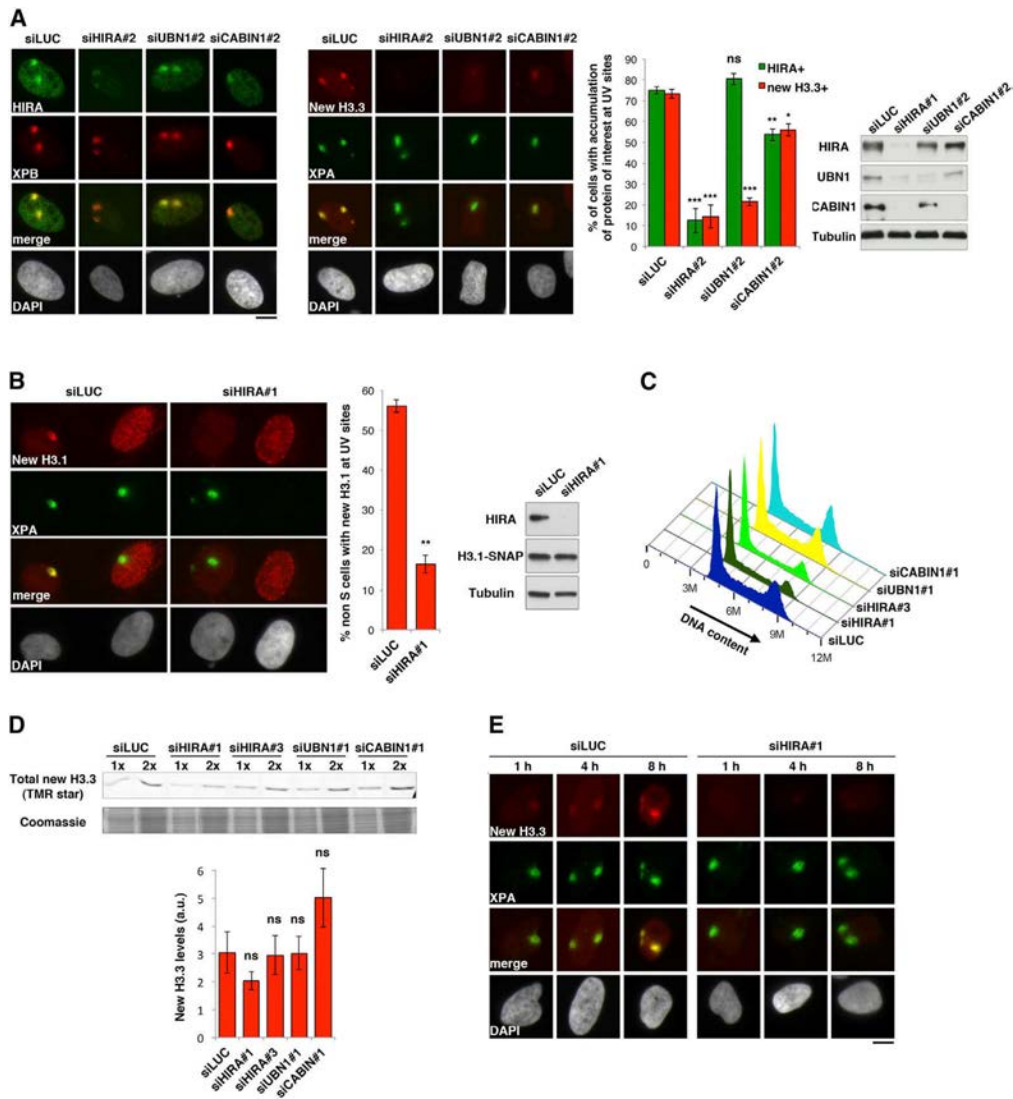 A
siLUC siHIRA#2 siUBN1#2 siCABIN1#2
HIRA
XPB
merge
DAPI
siLUC siHIRA#2 siUBN1#2 siCABIN1#2
New H3.3
XPA
merge
DAPI
% of cells with accumulation
of protein of interest at UV sites
90
80
70
60
50
40
30
20
10
0
HIRA+
new H3.3+
*** ***
ns
***
** *
siLUC
siHIRA#2
siUBN1#2
siCABIN1#2
siLUC
siHIRA#1
siUBN1#2
siCABIN1#2
HIRA
UBN1
CABIN1
Tubulin
B
siLUC siHIRA#1
New H3.1
XPA
merge
DAPI
% non S cells with new H3.1 at UV sites
60
50
40
30
20
10
0
**
siLUC
siHIRA#1
siLUC
siHIRA#1
HIRA
H3.1-SNAP
Tubulin
C
0
3M
6M
9M
12M
DNA content
siCABIN1#1
siUBN1#1
siHIRA#3
siHIRA#1
siLUC
D
siLUC siHIRA#1 siHIRA#3 siUBN1#1 siCABIN1#1
1x 2x 1x 2x 1x 2x 1x 2x 1x 2x
Total new H3.3
(TMR star)
Coomassie
New H3.3 levels (a.u.)
6
5
4
3
2
1
0
ns
ns
ns
ns
siLUC
siHIRA#1
siHIRA#3
siUBN1#1
siCABIN#1
E
siLUC siHIRA#1
1 h 4 h 8 h 1 h 4 h 8 h
New H3.3
XPA
merge
DAPI